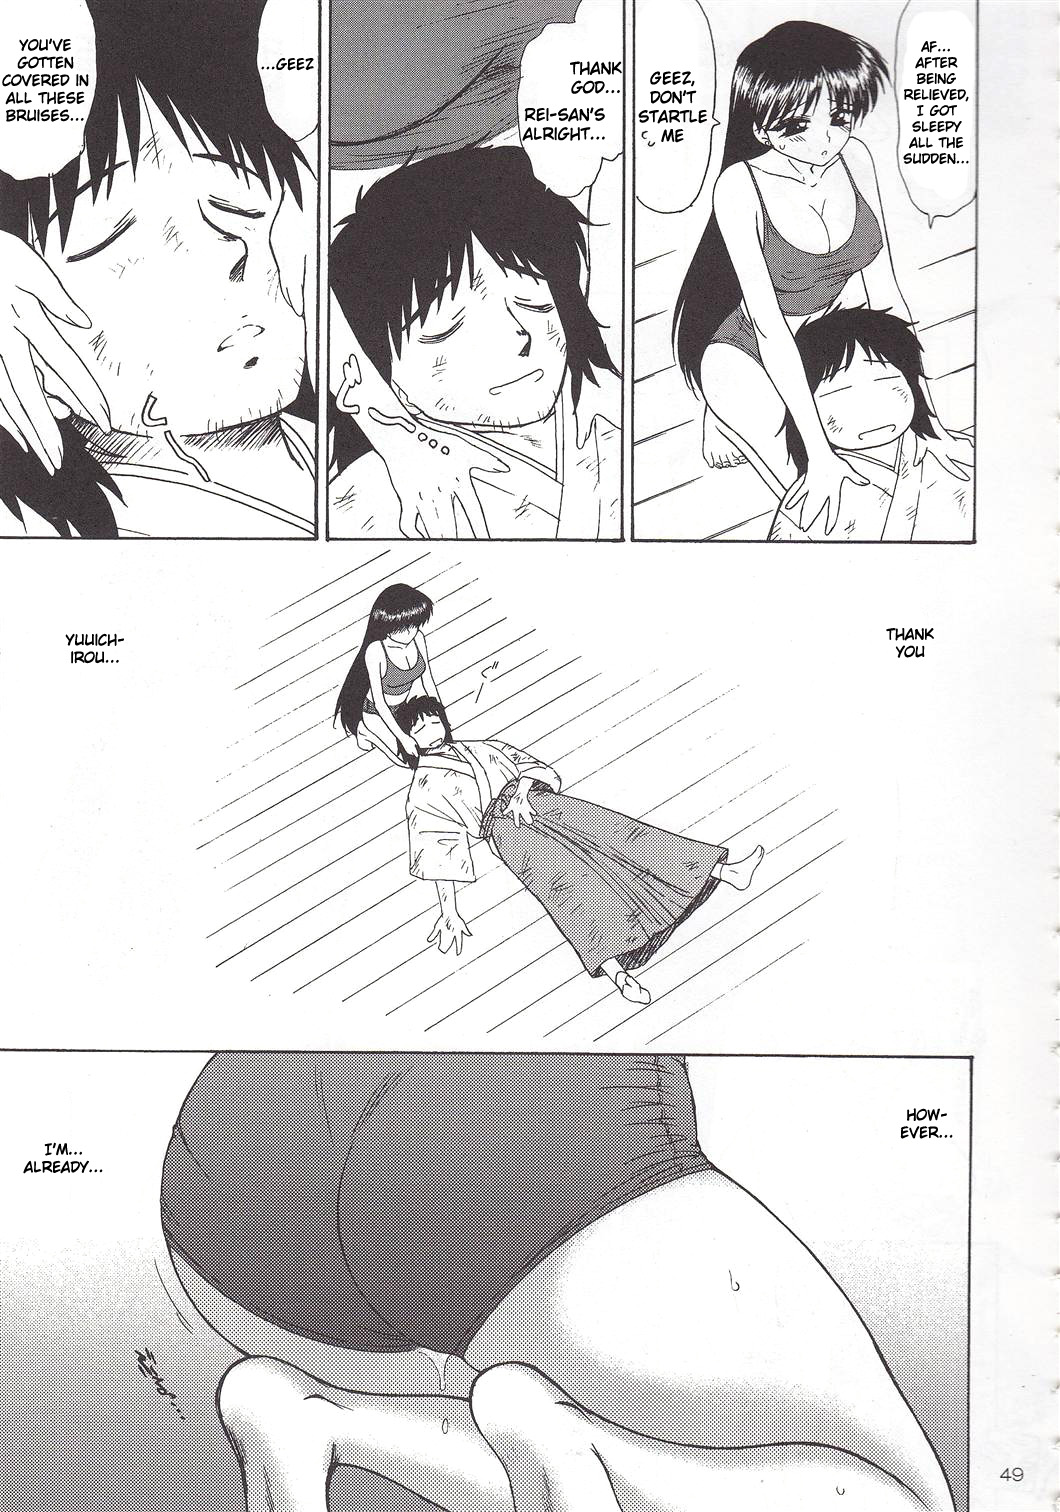 AF...
AFTER
BEING
RELIEVED,
I GOT
SLEEPY
ALL THE
SUDDEN...
GEEZ,
DON'T
STARTLE
ME
THANK
GOD...
REI-SAN'S
ALRIGHT...
...GEEZ
YOU'VE
GOTTEN
COVERED IN
ALL THESE
BRUISES...
THANK
YOU
YUUICH-
IROU...
HOW-
EVER...
I'M...
ALREADY...
49